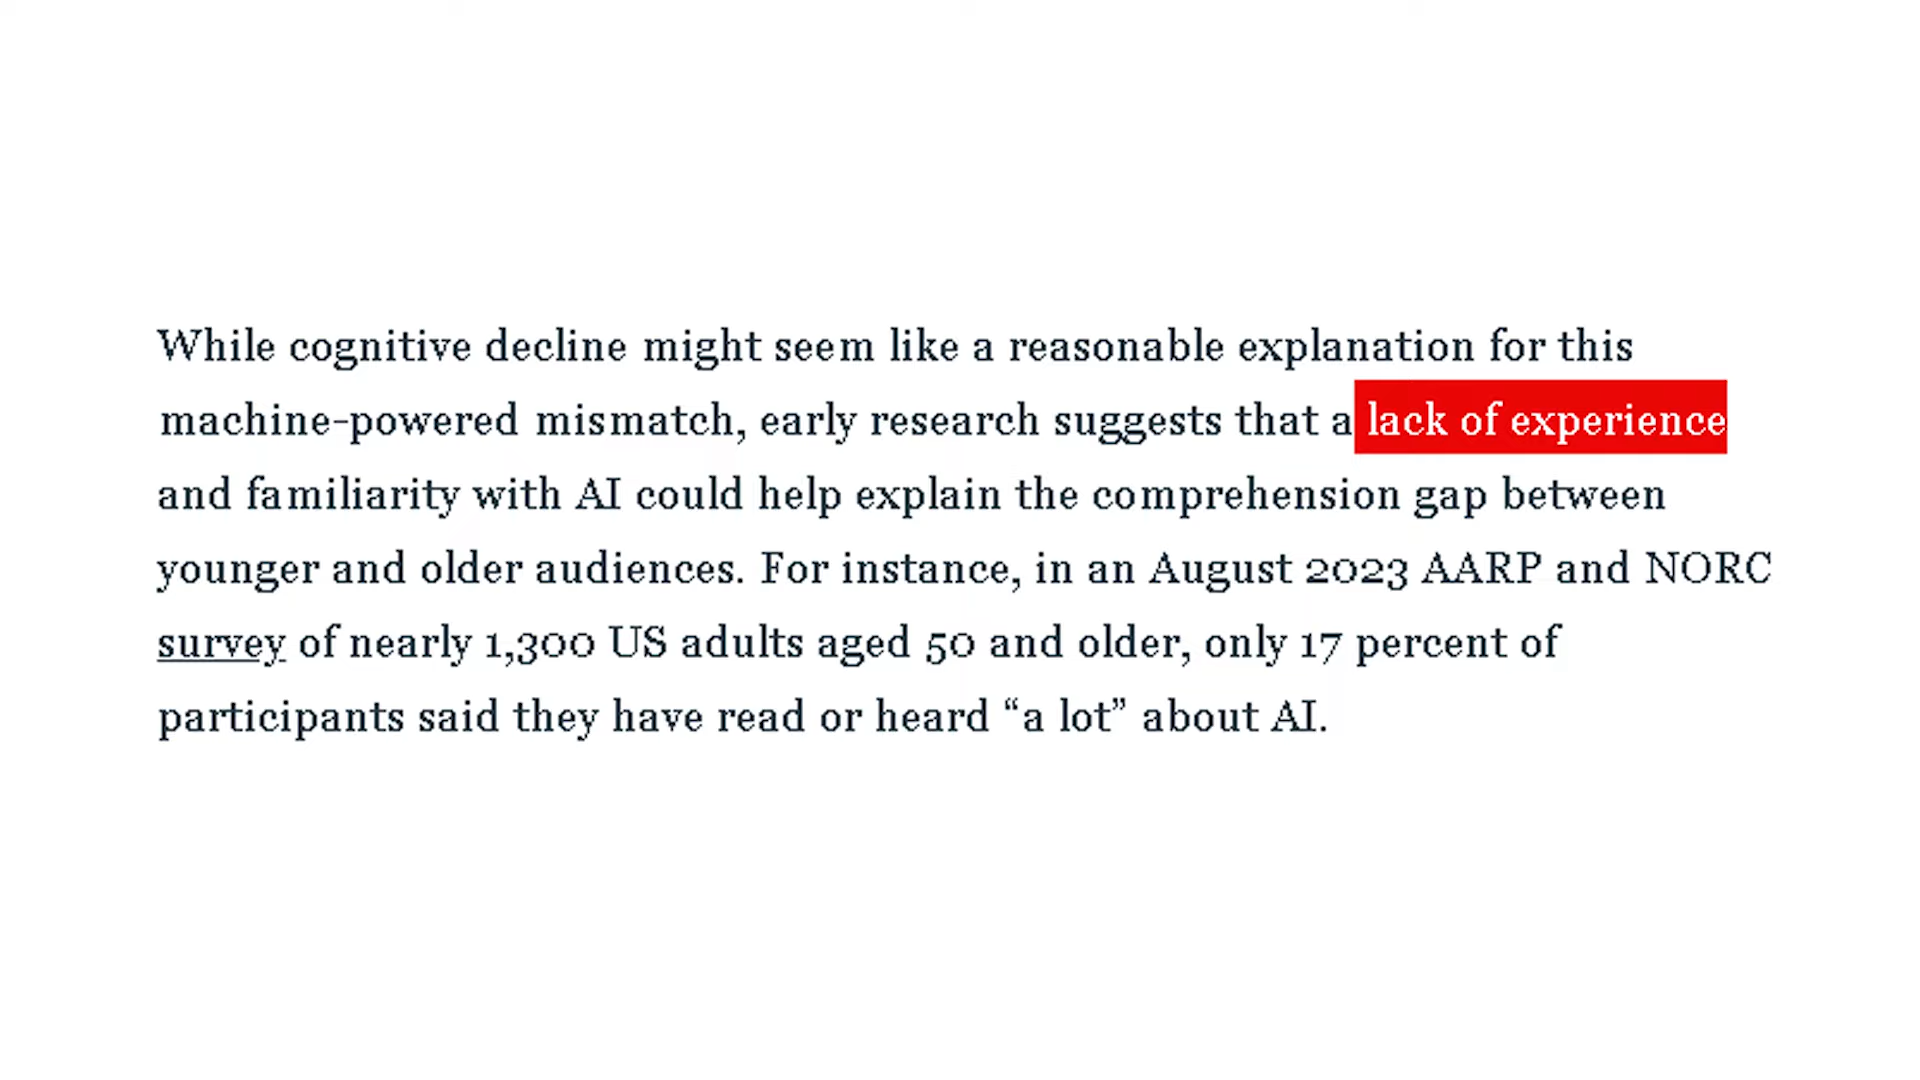 While cognitive decline might seem like a reasonable explanation for this
machine-powered mismatch, early research suggests that a lack of experience
and familiarity with AI could help explain the comprehension gap between
younger and older audiences. For instance, in an August 2023 AARP and NORC
survey of nearly 1,300 US adults aged 50 and older, only 17 percent of
participants said they have read or heard “a lot” about AI.